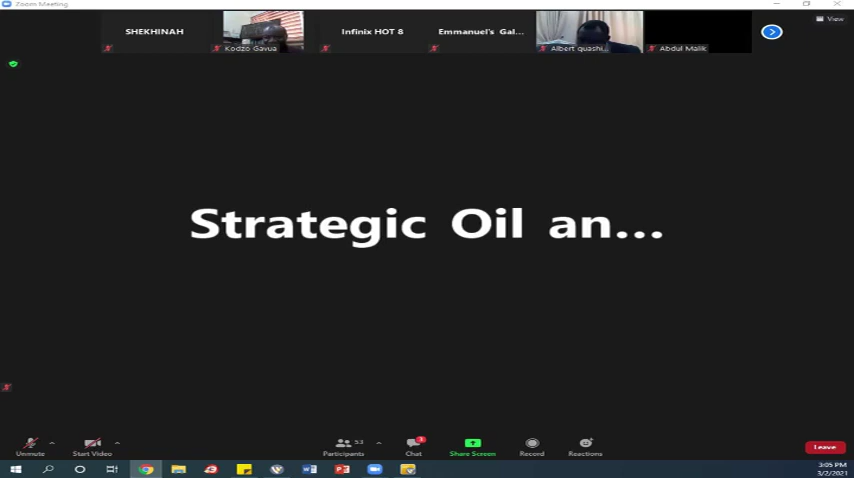 Zoom Meeting
SHEKHINAH
Kodzo Gavua
Infinix HOT 8
Emmanuel's Gal...
Albert quashi...
Abdul Malik
View
Strategic Oil an...
Unmute
Start Video
53
Participants
3
Chat
Share Screen
Record
Reactions
Leave
3:05 PM
3/2/2021